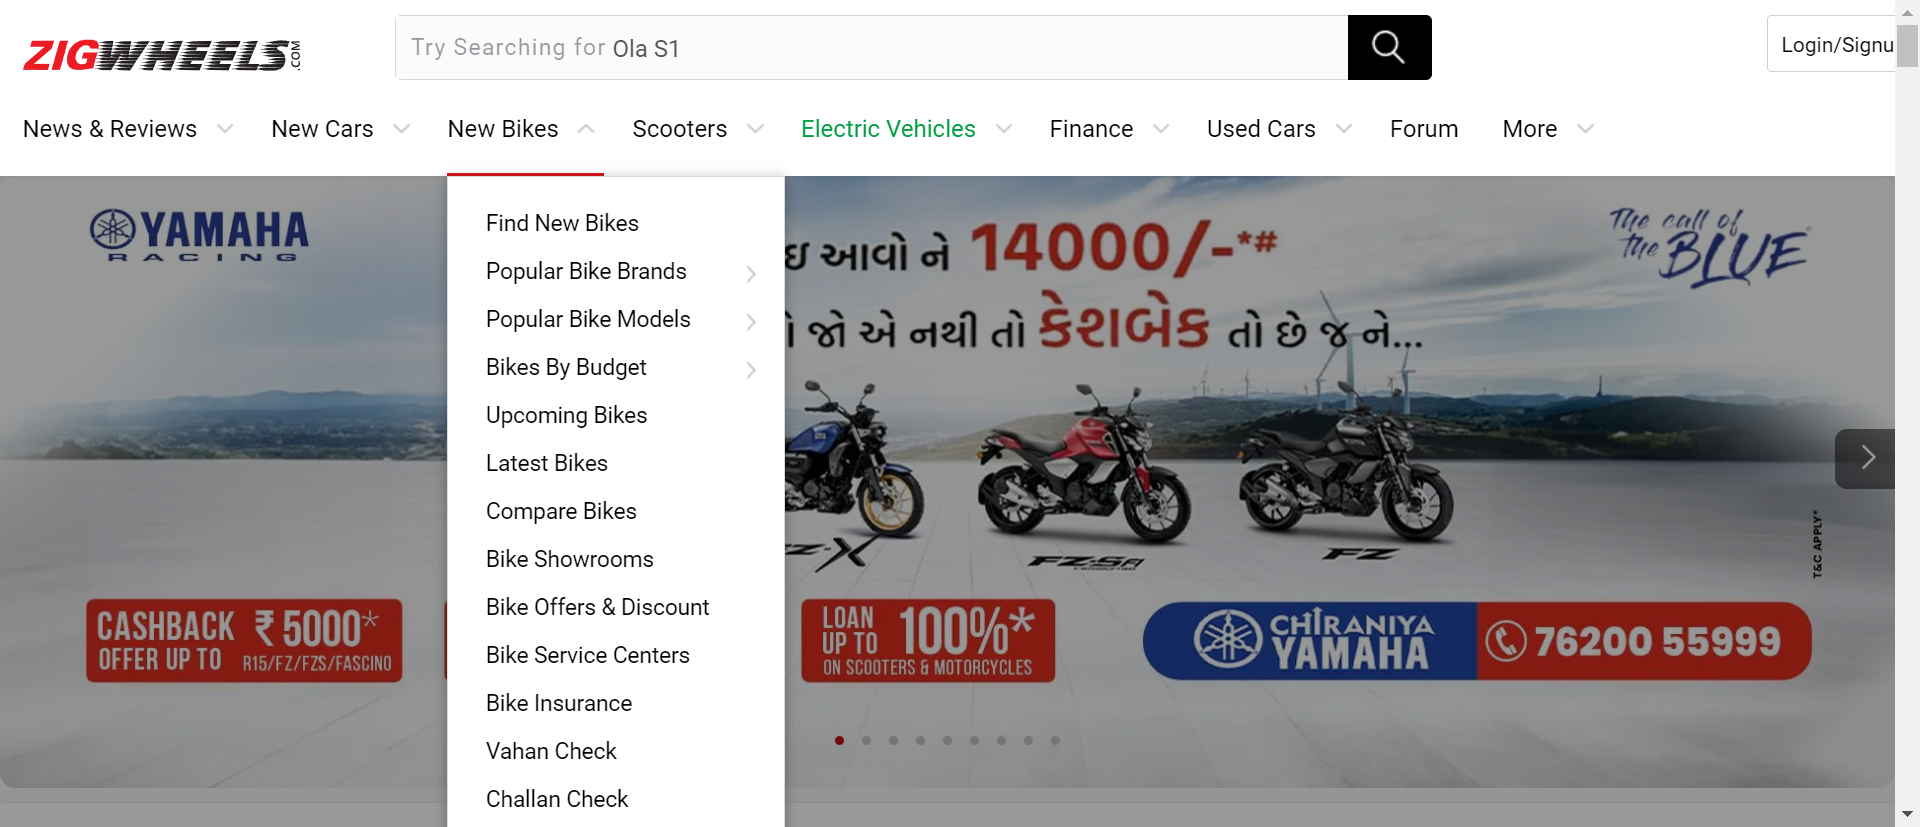 ZIGWHEELS.COM
Try Searching for Ola S1
Login/Signu
News & Reviews
New Cars
New Bikes
Scooters
Electric Vehicles
Finance
Used Cars
Forum
More
Find New Bikes
Popular Bike Brands
Popular Bike Models
Bikes By Budget
Upcoming Bikes
Latest Bikes
Compare Bikes
Bike Showrooms
Bike Offers & Discount
Bike Service Centers
Bike Insurance
Vahan Check
Challan Check
YAMAHA
RACING
આવો ને 14000/-*#
જો એ નથી તો કેશબેક તો છે જ ને...
The call of
the BLUE
FZ-S FI
FZ
T&C APPLY*
CASHBACK
OFFER UP TO
₹ 5000*
R15/FZ/FZS/FASCINO
LOAN
UP TO
100%*
ON SCOOTERS & MOTORCYCLES
CHIRANIYA
YAMAHA
76200 55999